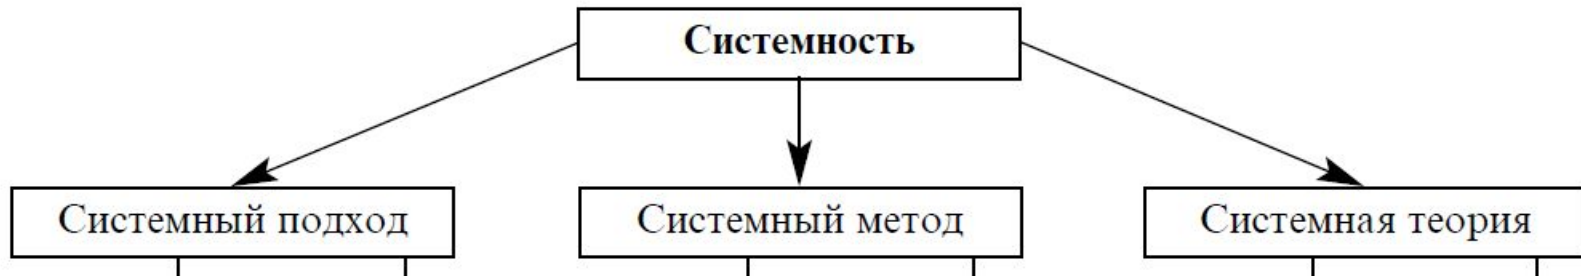 Системность
Системный подход
Системный метод
Системная теория